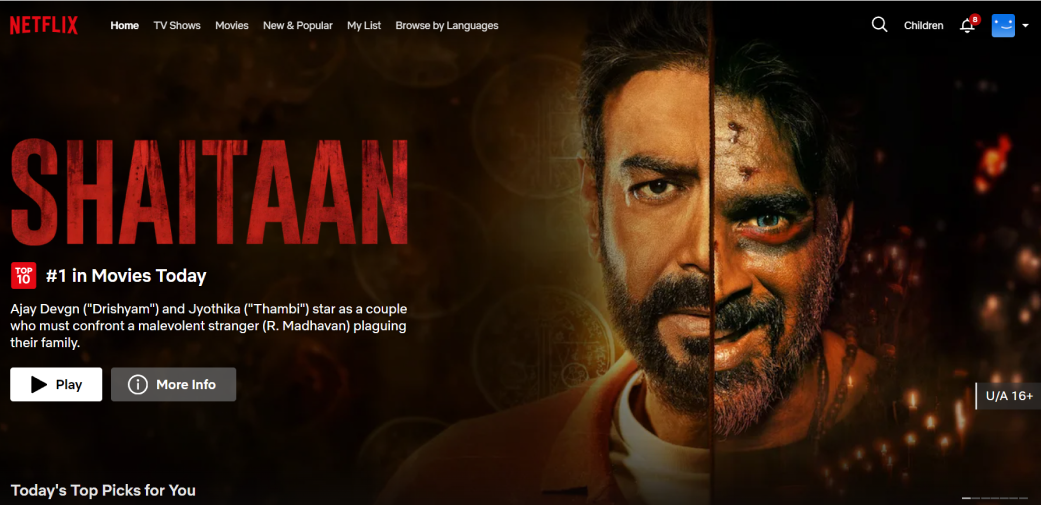 NETFLIX
Home TV Shows Movies New & Popular My List Browse by Languages
Children
8
SHAITAAN
TOP 10
#1 in Movies Today
Ajay Devgn ("Drishyam") and Jyothika ("Thambi") star as a couple
who must confront a malevolent stranger (R. Madhavan) plaguing
their family.
Play
More Info
U/A 16+
Today's Top Picks for You